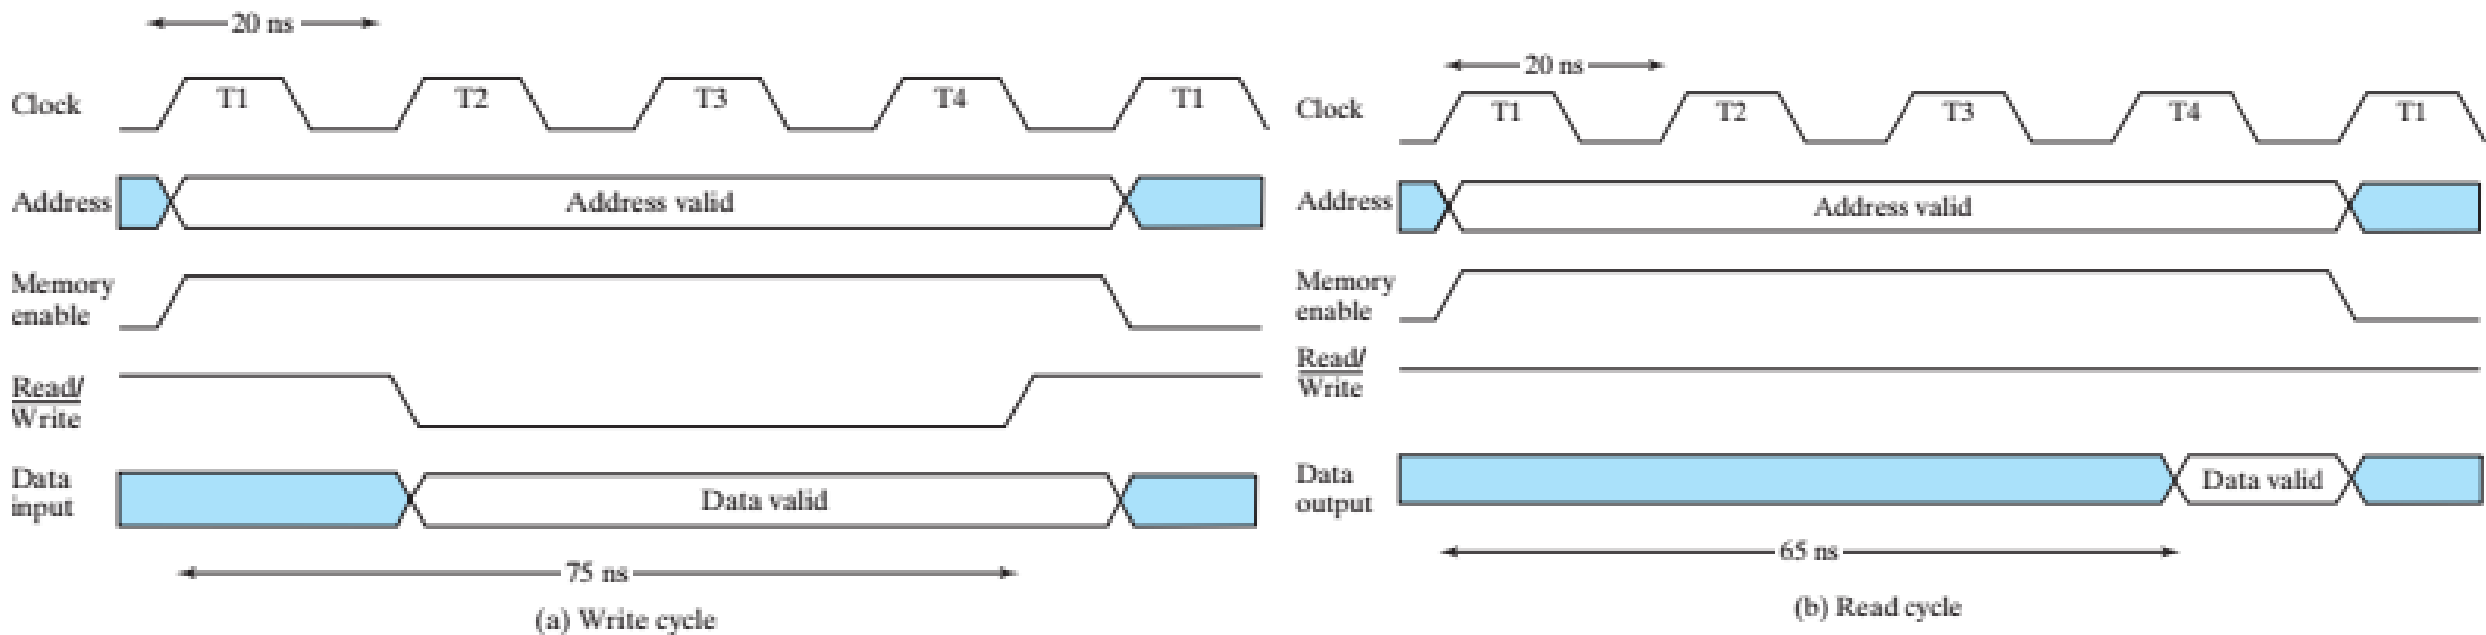 20 ns
Clock
T1
T2
T3
T4
T1
Address
Address valid
Memory
enable
Read/
Write
Data
input
Data valid
75 ns
(a) Write cycle
20 ns
Clock
T1
T2
T3
T4
T1
Address
Address valid
Memory
enable
Read/
Write
Data
output
Data valid
65 ns
(b) Read cycle